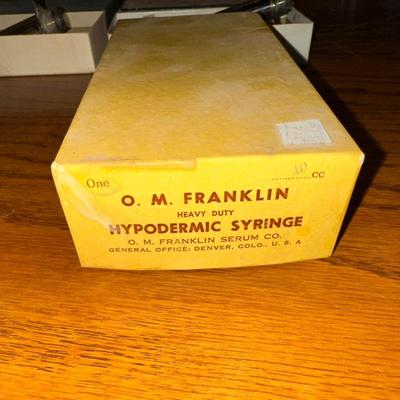 One 10 cc
O. M. FRANKLIN
HEAVY DUTY
HYPODERMIC SYRINGE
O. M. FRANKLIN SERUM CO.
GENERAL OFFICE: DENVER, COLO., U. S. A